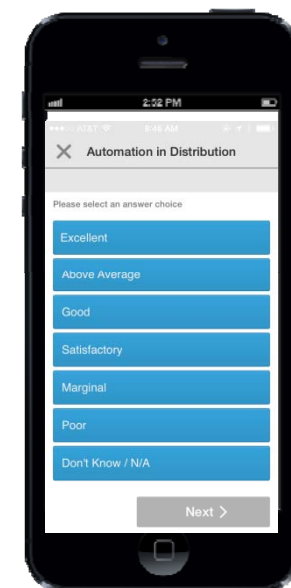 2:52 PM
AT&T 8:48 AM
Automation in Distribution
Please select an answer choice
Excellent
Above Average
Good
Satisfactory
Marginal
Poor
Don't Know / N/A
Next >